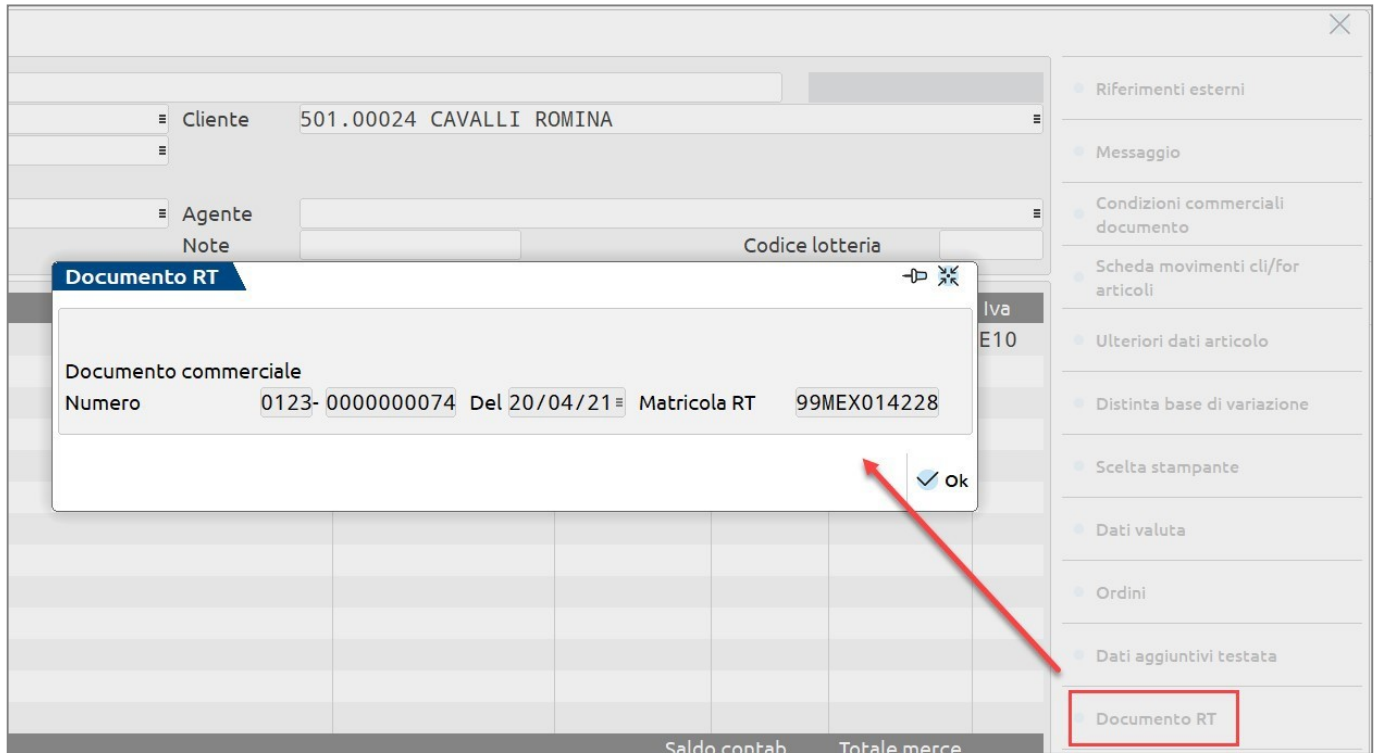 Riferimenti esterni
Cliente 501.00024 CAVALLI ROMINA
Messaggio
Condizioni commerciali
documento
Agente
Note Codice lotteria
Scheda movimenti cli/for
articoli
Documento RT
Iva
E10
Ulteriori dati articolo
Documento commerciale
Numero 0123- 0000000074 Del 20/04/21 Matricola RT 99MEX014228
Distinta base di variazione
Scelta stampante
Ok
Dati valuta
Ordini
Dati aggiuntivi testata
Documento RT
Saldo contab Totale merce